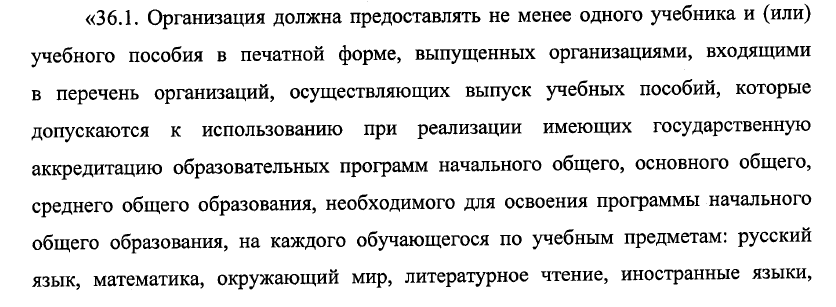 «36.1. Организация должна предоставлять не менее одного учебника и (или)
учебного пособия в печатной форме, выпущенных организациями, входящими
в перечень организаций, осуществляющих выпуск учебных пособий, которые
допускаются к использованию при реализации имеющих государственную
аккредитацию образовательных программ начального общего, основного общего,
среднего общего образования, необходимого для освоения программы начального
общего образования, на каждого обучающегося по учебным предметам: русский
язык, математика, окружающий мир, литературное чтение, иностранные языки,